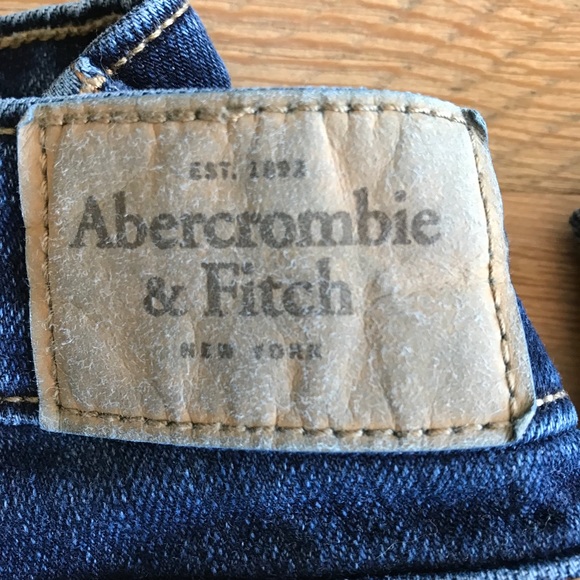 EST. 1892
Abercrombie
& Fitch
NEW YORK